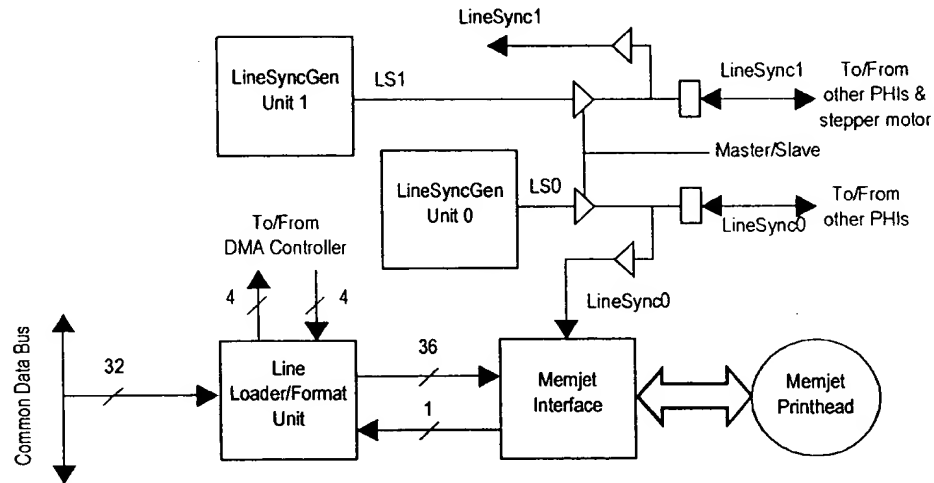 LineSync1
LineSyncGen
Unit 1
LS1
LineSync1
To/From
other PHIs &
stepper motor
Master/Slave
LineSyncGen
Unit 0
LS0
To/From
other PHIs
LineSync0
To/From
DMA Controller
4
4
LineSync0
Common Data Bus
32
Line
Loader/Format
Unit
36
1
Memjet
Interface
Memjet
Printhead